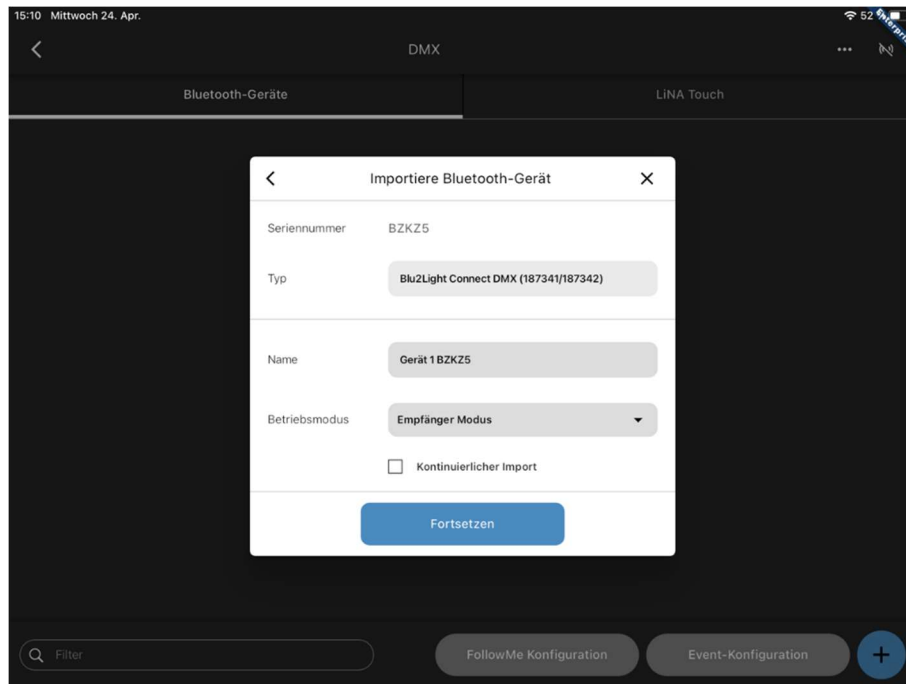 15:10 Mittwoch 24. Apr.
52
DMX
Bluetooth-Geräte
LiNA Touch
Importiere Bluetooth-Gerät
Seriennummer BZKZ5
Typ Blu2Light Connect DMX (187341/187342)
Name Gerät 1 BZKZ5
Betriebsmodus Empfänger Modus
Kontinuierlicher Import
Fortsetzen
Filter
FollowMe Konfiguration
Event-Konfiguration